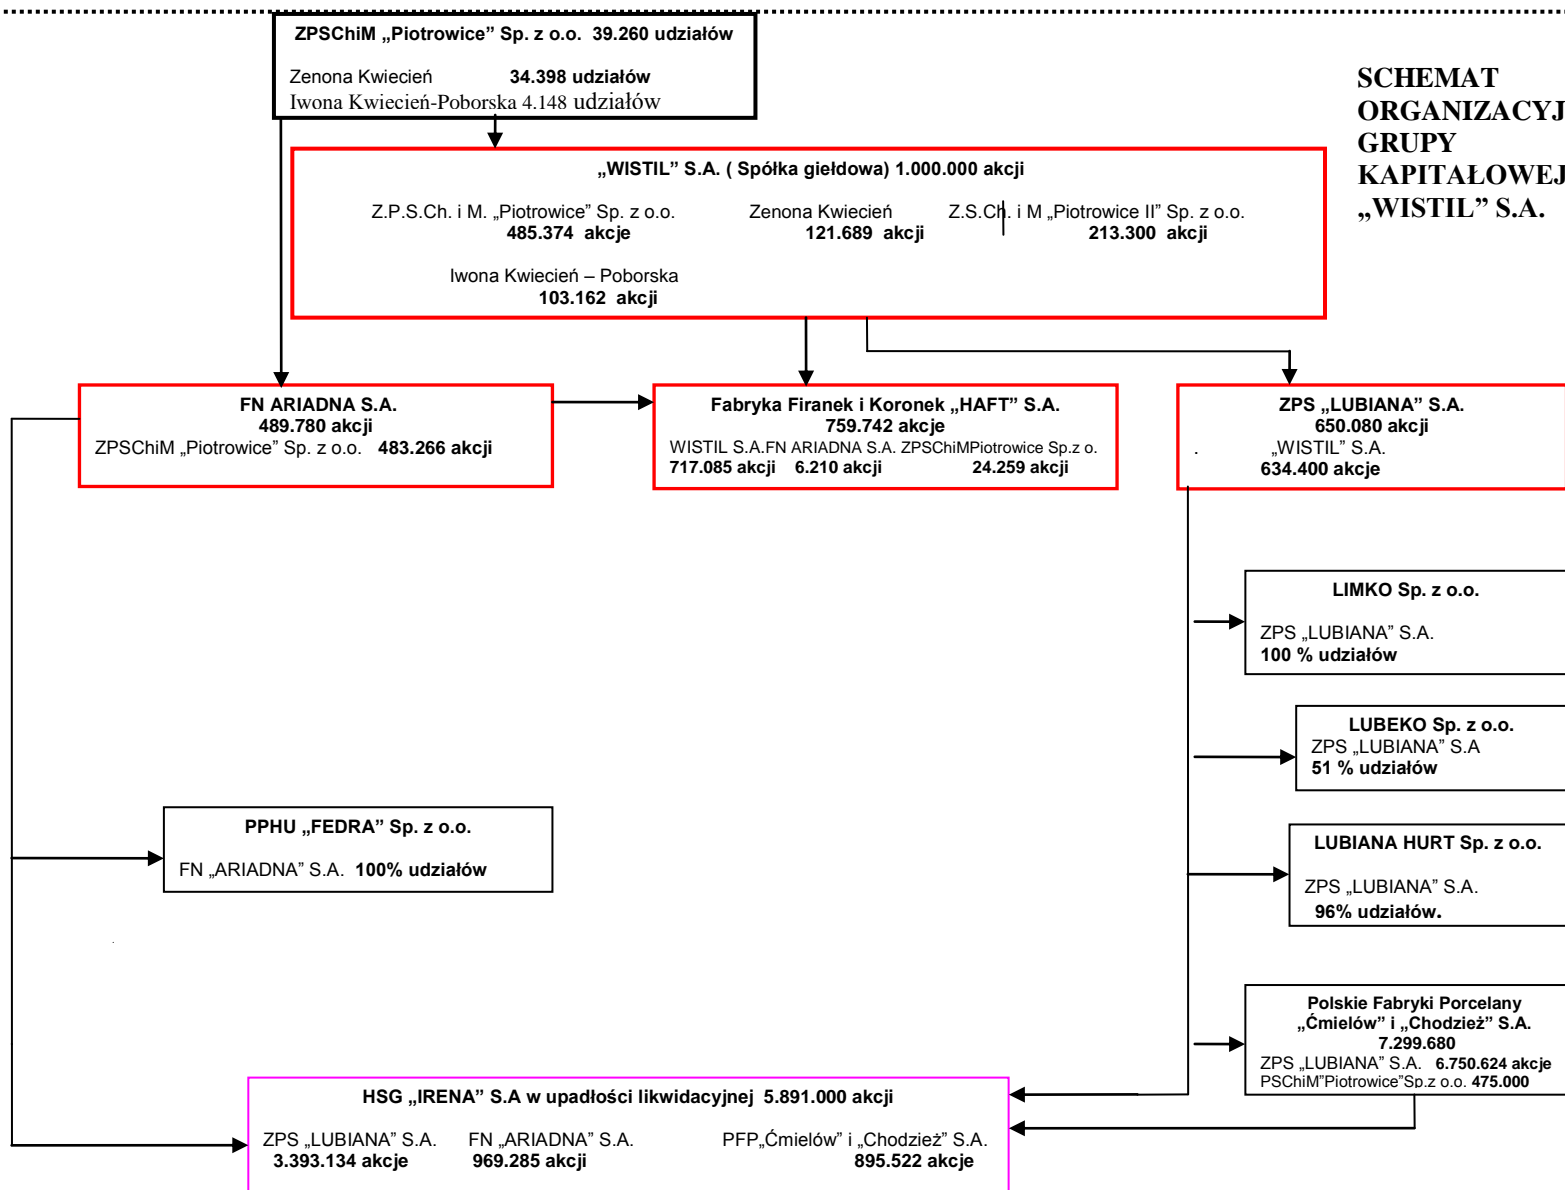 ZPSChiM „Piotrowice” Sp. z o.o. 39.260 udziałów
Zenona Kwiecień 34.398 udziałów
Iwona Kwiecień-Poborska 4.148 udziałów
SCHEMAT
ORGANIZACYJ
GRUPY
KAPITAŁOWEJ
„WISTIL” S.A.
„WISTIL” S.A. ( Spółka giełdowa) 1.000.000 akcji
Z.P.S.Ch. i M. „Piotrowice” Sp. z o.o. Zenona Kwiecień Z.S.Ch. i M „Piotrowice II” Sp. z o.o.
485.374 akcje 121.689 akcji 213.300 akcji
Iwona Kwiecień – Poborska
103.162 akcji
FN ARIADNA S.A.
489.780 akcji
ZPSChiM „Piotrowice” Sp. z o.o. 483.266 akcji
Fabryka Firanek i Koronek „HAFT” S.A.
759.742 akcje
WISTIL S.A.FN ARIADNA S.A. ZPSChiMPiotrowice Sp.z o.
717.085 akcji 6.210 akcji 24.259 akcji
ZPS „LUBIANA” S.A.
650.080 akcji
. „WISTIL” S.A.
634.400 akcje
LIMKO Sp. z o.o.
ZPS „LUBIANA” S.A.
100 % udziałów
LUBEKO Sp. z o.o.
ZPS „LUBIANA” S.A
51 % udziałów
PPHU „FEDRA” Sp. z o.o.
FN „ARIADNA” S.A. 100% udziałów
LUBIANA HURT Sp. z o.o.
ZPS „LUBIANA” S.A.
96% udziałów.
Polskie Fabryki Porcelany
„Ćmielów” i „Chodzież” S.A.
7.299.680
ZPS „LUBIANA” S.A. 6.750.624 akcje
PSChiM”Piotrowice”Sp.z o.o. 475.000
HSG „IRENA” S.A w upadłości likwidacyjnej 5.891.000 akcji
ZPS „LUBIANA” S.A. FN „ARIADNA” S.A. PFP„Ćmielów” i „Chodzież” S.A.
3.393.134 akcje 969.285 akcji 895.522 akcje